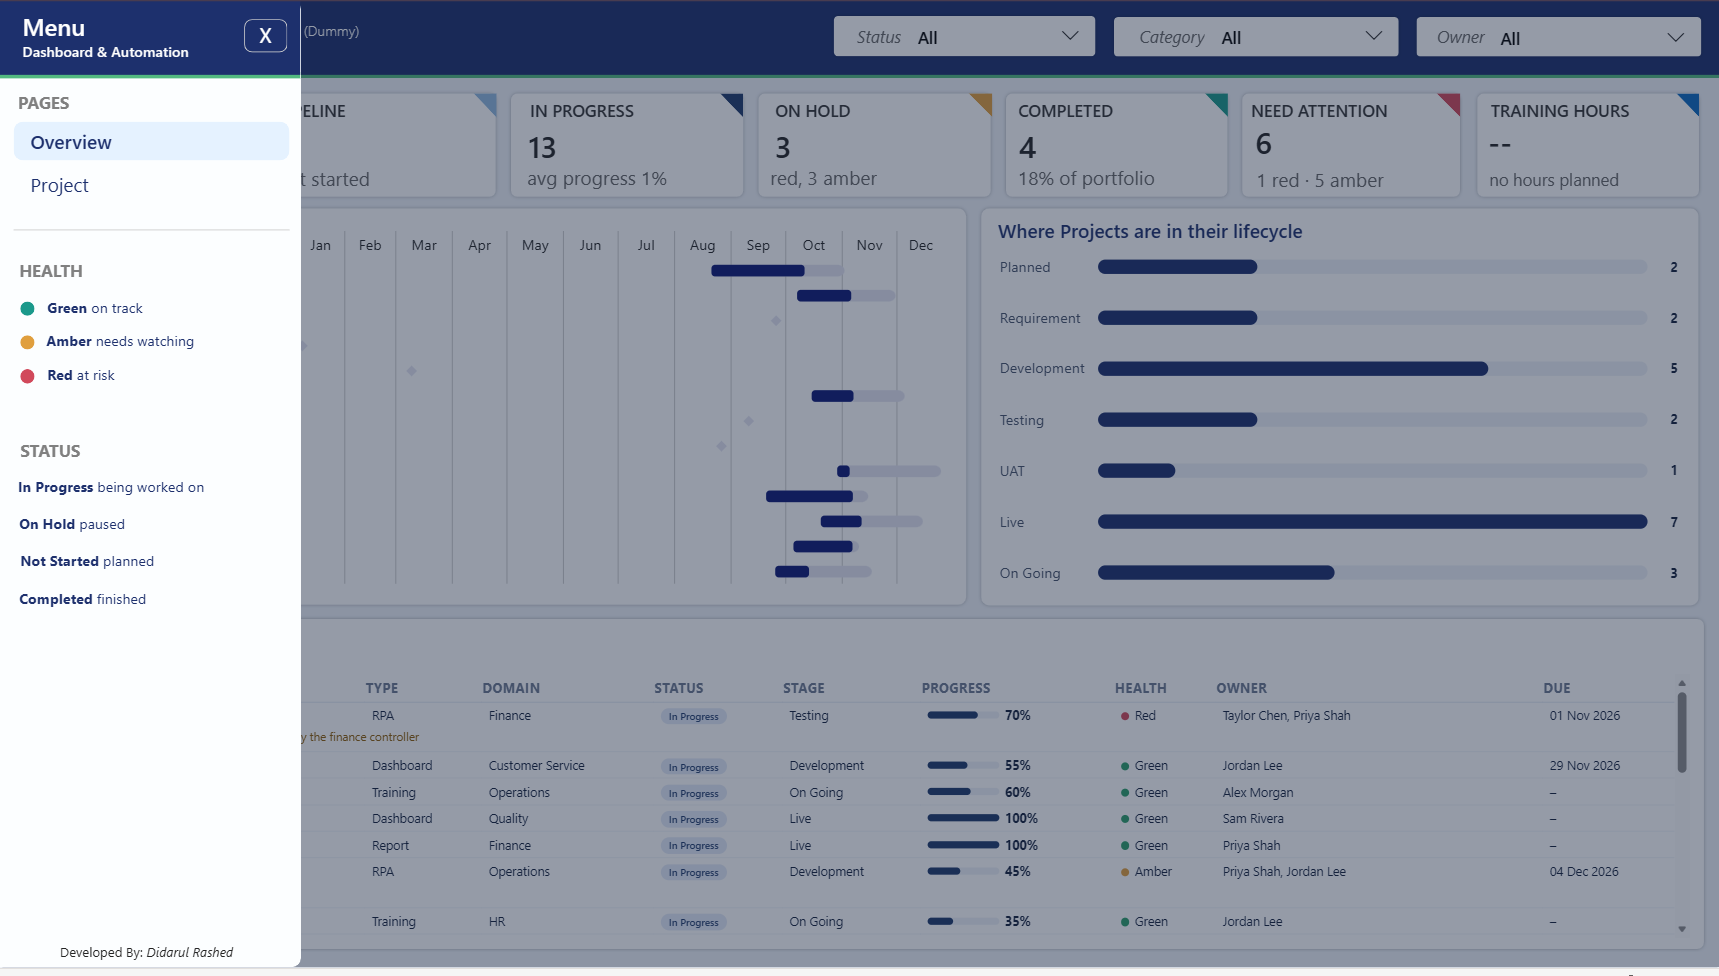 Menu
Dashboard & Automation
X
(Dummy)
Status All
Category All
Owner All
PAGES
Overview
Project
HEALTH
Green on track
Amber needs watching
Red at risk
STATUS
In Progress being worked on
On Hold paused
Not Started planned
Completed finished
Developed By: Didarul Rashed
ELINE
t started
IN PROGRESS
13
avg progress 1%
ON HOLD
3
red, 3 amber
COMPLETED
4
18% of portfolio
NEED ATTENTION
6
1 red · 5 amber
TRAINING HOURS
--
no hours planned
Jan Feb Mar Apr May Jun Jul Aug Sep Oct Nov Dec
Where Projects are in their lifecycle
Planned 2
Requirement 2
Development 5
Testing 2
UAT 1
Live 7
On Going 3
TYPE DOMAIN STATUS STAGE PROGRESS HEALTH OWNER DUE
RPA Finance In Progress Testing 70% Red Taylor Chen, Priya Shah 01 Nov 2026
y the finance controller
Dashboard Customer Service In Progress Development 55% Green Jordan Lee 29 Nov 2026
Training Operations In Progress On Going 60% Green Alex Morgan –
Dashboard Quality In Progress Live 100% Green Sam Rivera –
Report Finance In Progress Live 100% Green Priya Shah –
RPA Operations In Progress Development 45% Amber Priya Shah, Jordan Lee 04 Dec 2026
Training HR In Progress On Going 35% Green Jordan Lee –